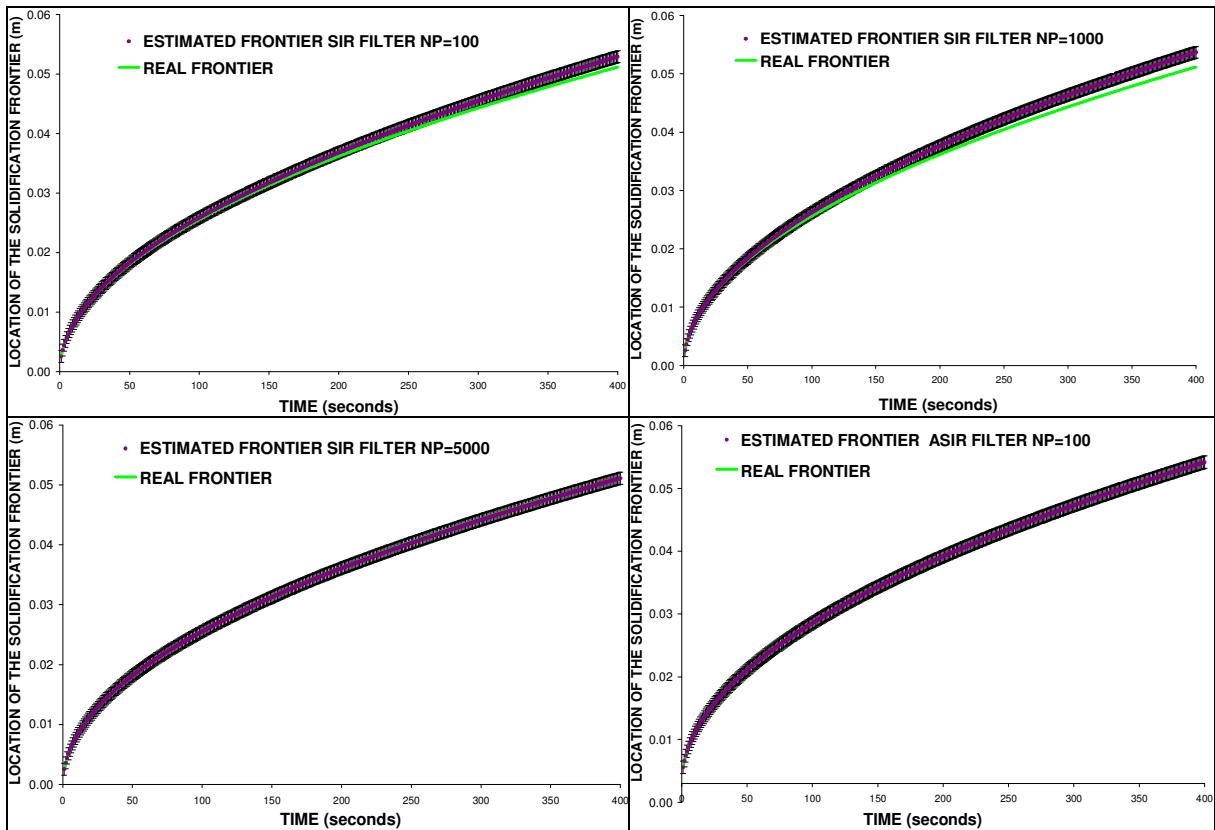 LOCATION OF THE SOLIDIFICATION FRONTIER (m)
0.06
0.05
0.04
0.03
0.02
0.01
0.00
ESTIMATED FRONTIER SIR FILTER NP=100
REAL FRONTIER
0 50 100 150 200 250 300 350 400
TIME (seconds)
LOCATION OF THE SOLIDIFICATION FRONTIER (m)
0.06
0.05
0.04
0.03
0.02
0.01
0.00
ESTIMATED FRONTIER SIR FILTER NP=1000
REAL FRONTIER
0 50 100 150 200 250 300 350 400
TIME (seconds)
LOCATION OF THE SOLIDIFICATION FRONTIER (m)
0.06
0.05
0.04
0.03
0.02
0.01
0.00
ESTIMATED FRONTIER SIR FILTER NP=5000
REAL FRONTIER
0 50 100 150 200 250 300 350 400
TIME (seconds)
LOCATION OF THE SOLIDIFICATION FRONTIER (m)
0.06
0.05
0.04
0.03
0.02
0.01
0.00
ESTIMATED FRONTIER ASIR FILTER NP=100
REAL FRONTIER
0 50 100 150 200 250 300 350 400
TIME (seconds)